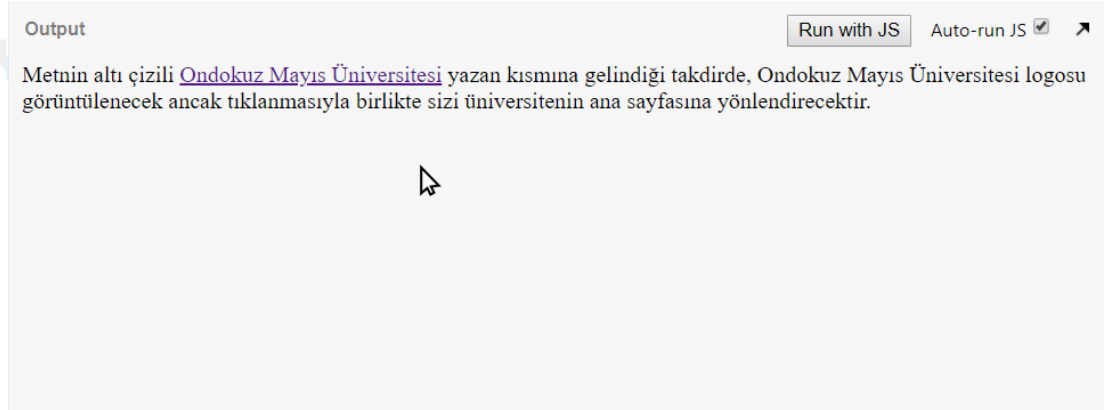 Output Run with JS Auto-run JS
Metnin altı çizili Ondokuz Mayıs Üniversitesi yazan kısmına gelindiği takdirde, Ondokuz Mayıs Üniversitesi logosu
görüntülenecek ancak tıklanmasıyla birlikte sizi üniversitenin ana sayfasına yönlendirecektir.